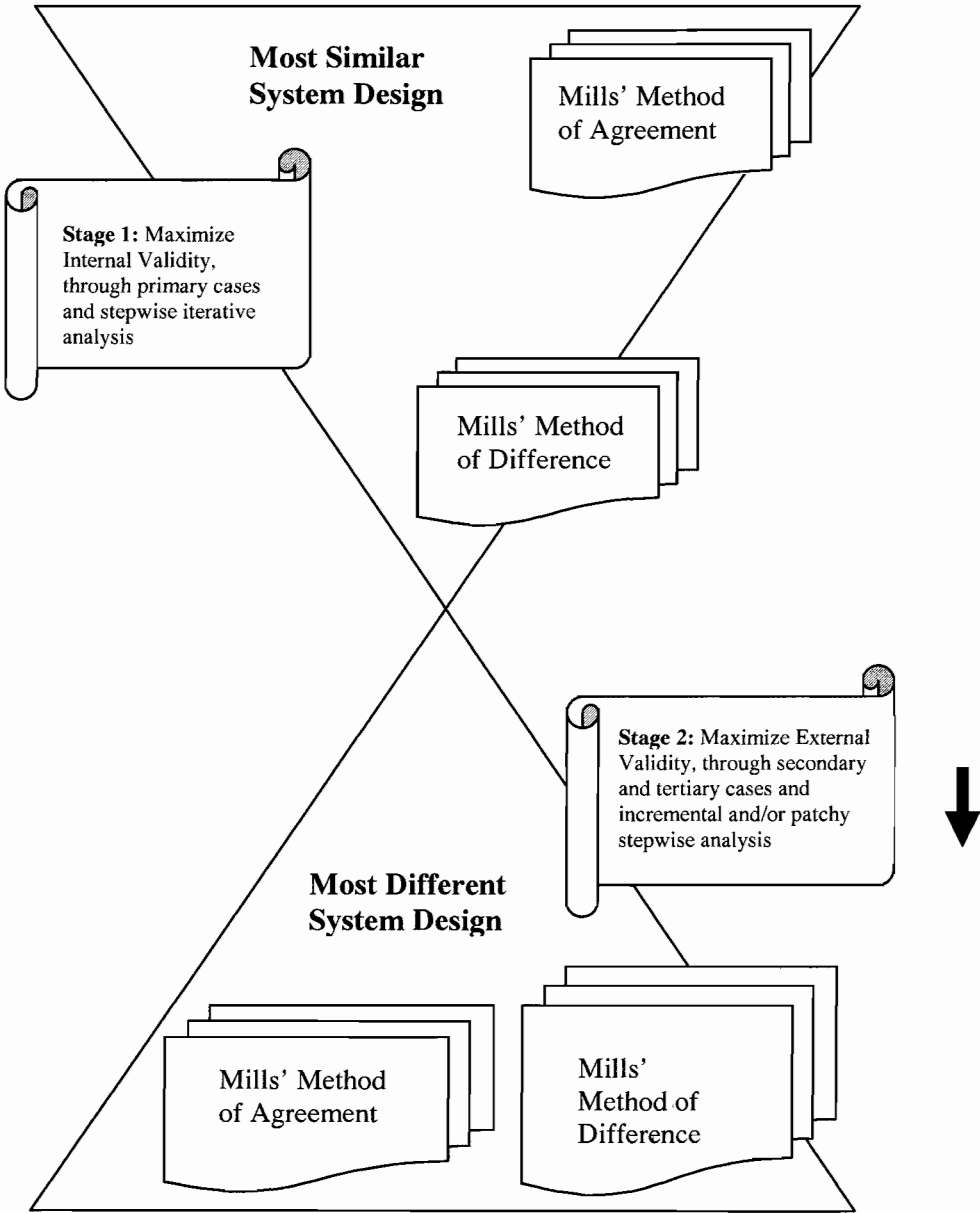 Most Similar
System Design
Mills' Method
of Agreement
Stage 1: Maximize
Internal Validity,
through primary cases
and stepwise iterative
analysis
Mills' Method
of Difference
Stage 2: Maximize External
Validity, through secondary
and tertiary cases and
incremental and/or patchy
stepwise analysis
Most Different
System Design
Mills' Method
of Agreement
Mills'
Method of
Difference